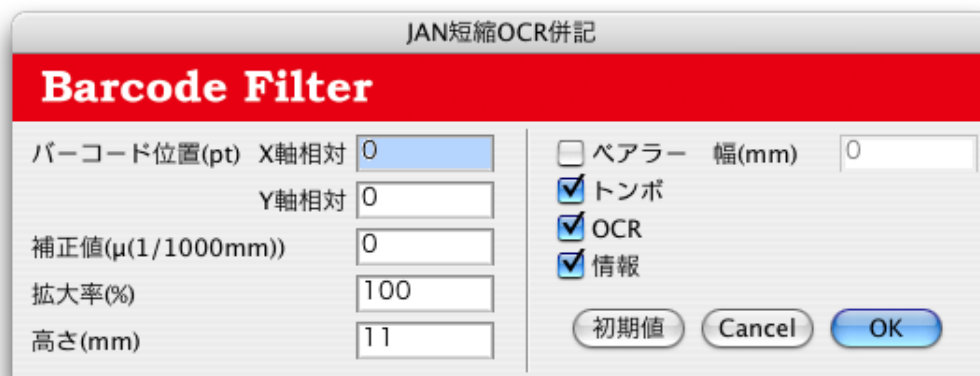 JAN短縮OCR併記
Barcode Filter
バーコード位置(pt) X軸相対 0
Y軸相対 0
補正値(μ(1/1000mm)) 0
拡大率(%) 100
高さ(mm) 11
ベアラー 幅(mm) 0
トンボ
OCR
情報
初期値 Cancel OK